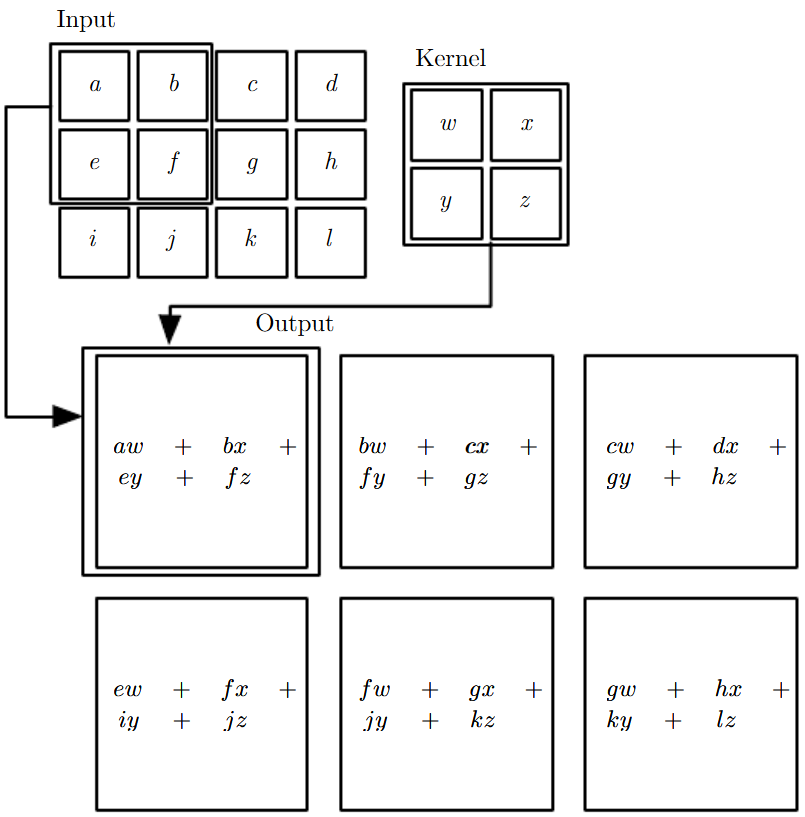 Input
Kernel
a b c d
w x
e f g h
y z
i j k l
Output
aw + bx +
ey + fz
bw + cx +
fy + gz
cw + dx +
gy + hz
ew + fx +
iy + jz
fw + gx +
jy + kz
gw + hx +
ky + lz